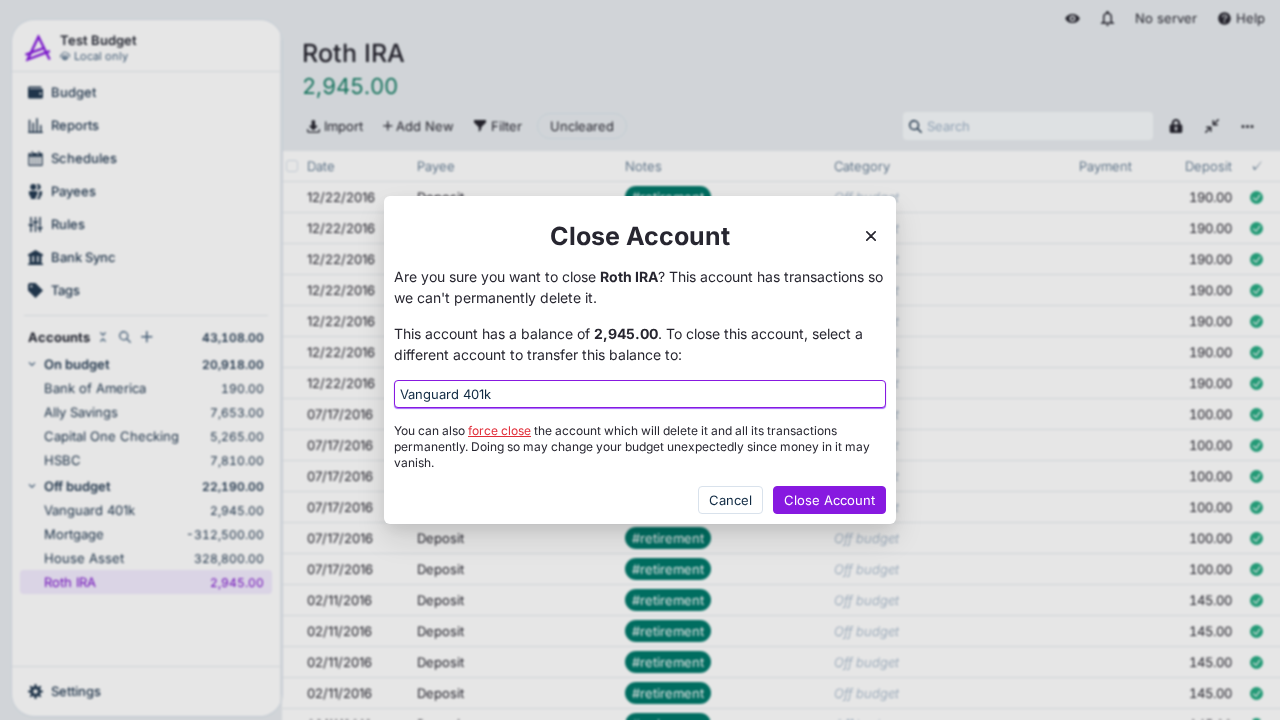 Test Budget
Local only
Budget
Reports
Schedules
Payees
Rules
Bank Sync
Tags
Accounts 43,108.00
On budget 20,918.00
Bank of America 190.00
Ally Savings 7,653.00
Capital One Checking 5,265.00
HSBC 7,810.00
Off budget 22,190.00
Vanguard 401k 2,945.00
Mortgage -312,500.00
House Asset 328,800.00
Roth IRA 2,945.00
Settings
No server Help
Roth IRA
2,945.00
Import Add New Filter Uncleared Search
Date Payee Notes Category Payment Deposit
12/22/2016 Deposit #retirement Off budget 190.00
12/22/2016 190.00
12/22/2016 190.00
12/22/2016 190.00
12/22/2016 190.00
12/22/2016 190.00
12/22/2016 190.00
07/17/2016 100.00
07/17/2016 100.00
07/17/2016 100.00
07/17/2016 100.00
07/17/2016 Deposit #retirement Off budget 100.00
07/17/2016 Deposit #retirement Off budget 100.00
02/11/2016 Deposit #retirement Off budget 145.00
02/11/2016 Deposit #retirement Off budget 145.00
02/11/2016 Deposit #retirement Off budget 145.00
02/11/2016 Deposit #retirement Off budget 145.00
Close Account
Are you sure you want to close Roth IRA? This account has transactions so
we can't permanently delete it.
This account has a balance of 2,945.00. To close this account, select a
different account to transfer this balance to:
Vanguard 401k
You can also force close the account which will delete it and all its transactions
permanently. Doing so may change your budget unexpectedly since money in it may
vanish.
Cancel Close Account